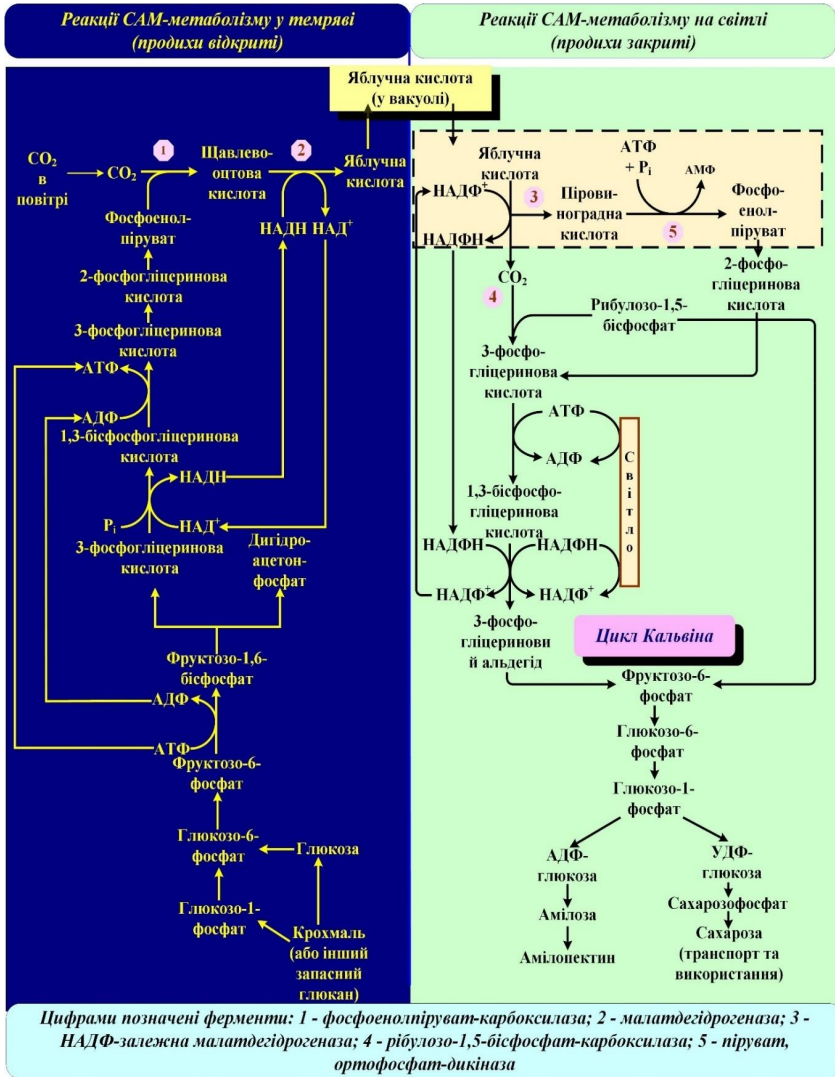 Реакції САМ-метаболізму у темряві
(продихи відкриті)
Реакції САМ-метаболізму на світлі
(продихи закриті)
Яблучна кислота
(у вакуолі)
CO₂
в
повітрі
CO₂
1
Щавлево-
оцтова
кислота
2
Яблучна
кислота
Фосфоенол-
піруват
НАДН НАД⁺
2-фосфогліцеринова
кислота
3-фосфогліцеринова
кислота
АТФ
АДФ
1,3-бісфосфогліцеринова
кислота
НАДН
Pᵢ
НАД⁺
3-фосфогліцеринова
кислота
Дигідро-
ацетон-
фосфат
Фруктозо-1,6-
бісфосфат
АДФ
АТФ
Фруктозо-6-
фосфат
Глюкозо-6-
фосфат
Глюкоза
Глюкозо-1-
фосфат
Крохмаль
(або інший
запасний
глюкан)
Яблучна
кислота
НАДФ⁺
3
НАДФН
Пірови-
ноградна
кислота
АТФ
+ Pᵢ
АМФ
5
Фосфо-
енол-
піруват
CO₂
4
2-фосфо-
гліцеринова
кислота
Рибулозо-1,5-
бісфосфат
3-фосфо-
гліцеринова
кислота
АТФ
АДФ
Світло
1,3-бісфосфо-
гліцеринова
кислота
НАДФН
НАДФН
НАДФ⁺
НАДФ⁺
3-фосфо-
гліцеринови
й альдегід
Цикл Кальвіна
Фруктозо-6-
фосфат
Глюкозо-6-
фосфат
Глюкозо-1-
фосфат
АДФ-
глюкоза
УДФ-
глюкоза
Амілоза
Сахарозофосфат
Амілопектин
Сахароза
(транспорт та
використання)
Цифрами позначені ферменти: 1 - фосфоенолпіруват-карбоксилаза; 2 - малатдегідрогеназа; 3 -
НАДФ-залежна малатдегідрогеназа; 4 - рібулозо-1,5-бісфосфат-карбоксилаза; 5 - піруват,
ортофосфат-дикіназа